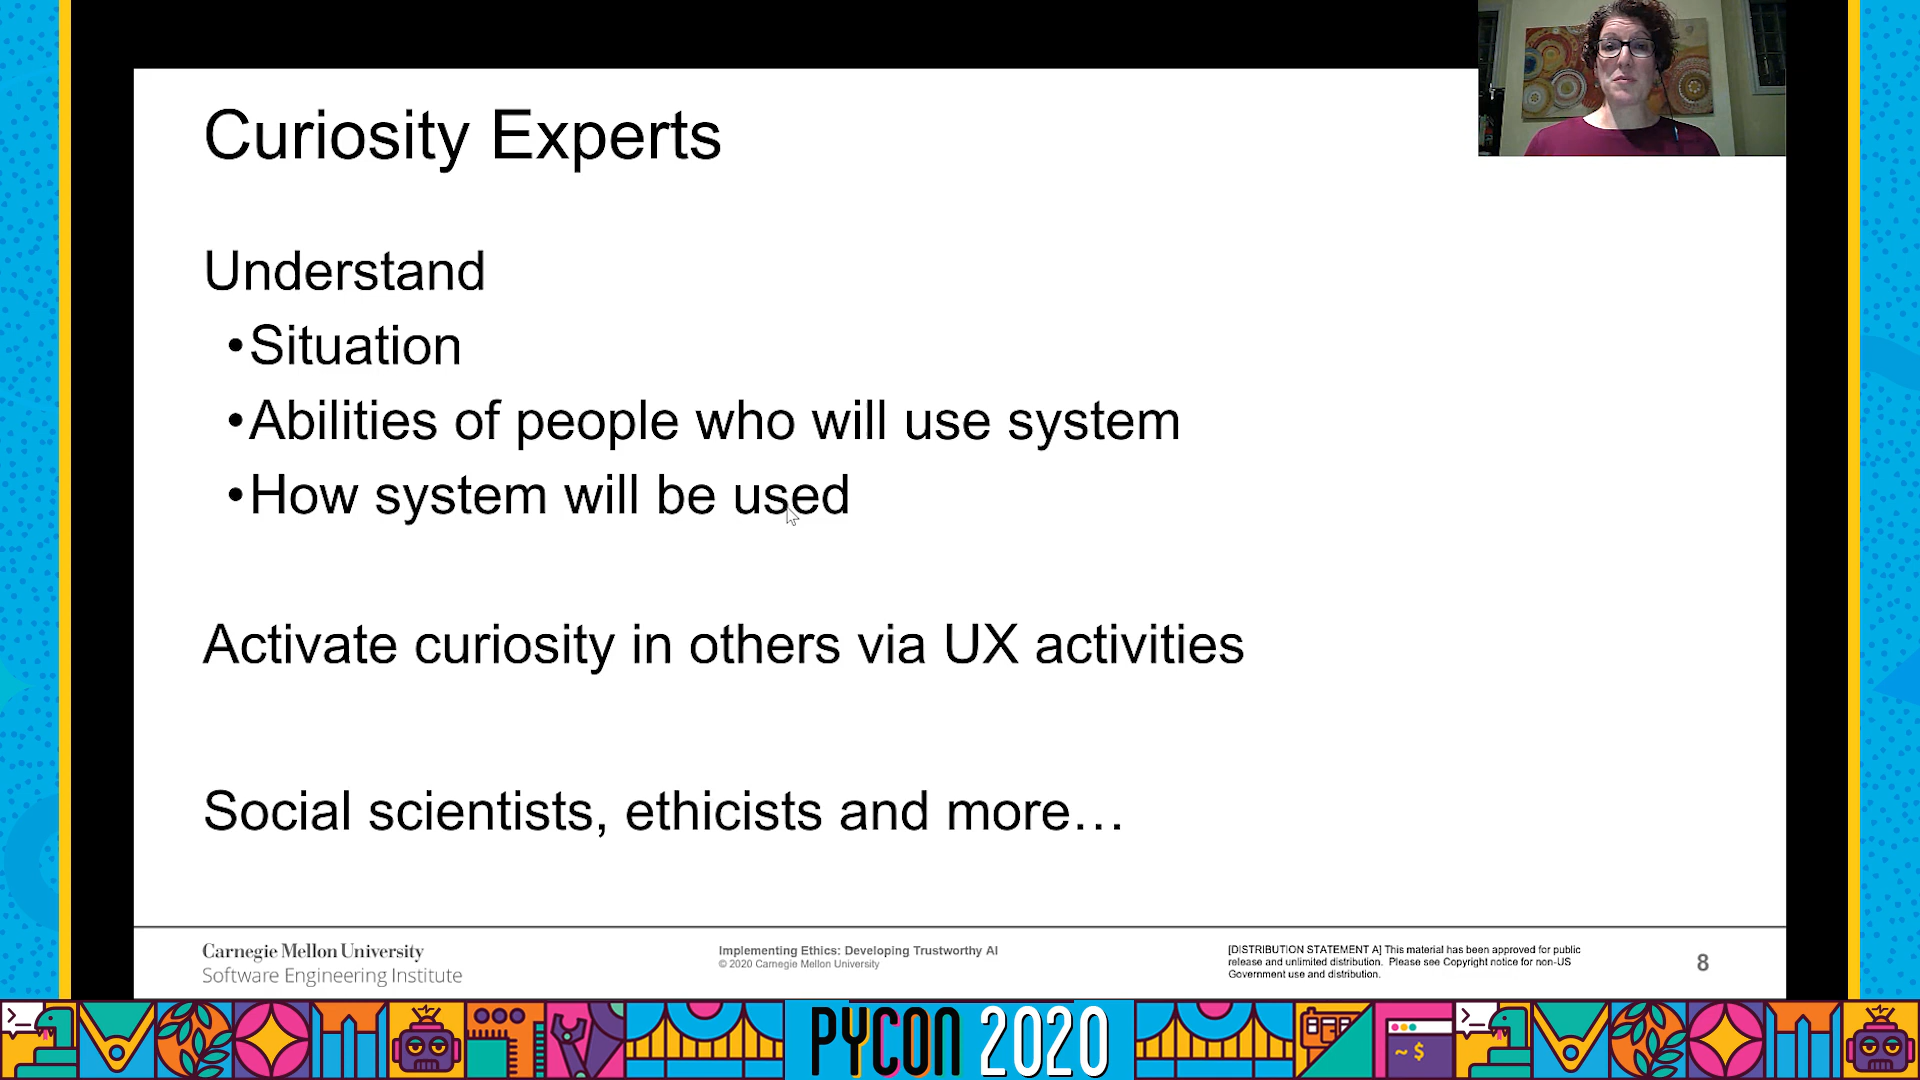 Curiosity Experts
Understand
•Situation
•Abilities of people who will use system
•How system will be used
Activate curiosity in others via UX activities
Social scientists, ethicists and more…
Carnegie Mellon University
Software Engineering Institute
Implementing Ethics: Developing Trustworthy AI
© 2020 Carnegie Mellon University
[DISTRIBUTION STATEMENT A] This material has been approved for public
release and unlimited distribution. Please see Copyright notice for non-US
Government use and distribution.
8
PYCON 2020
~ $